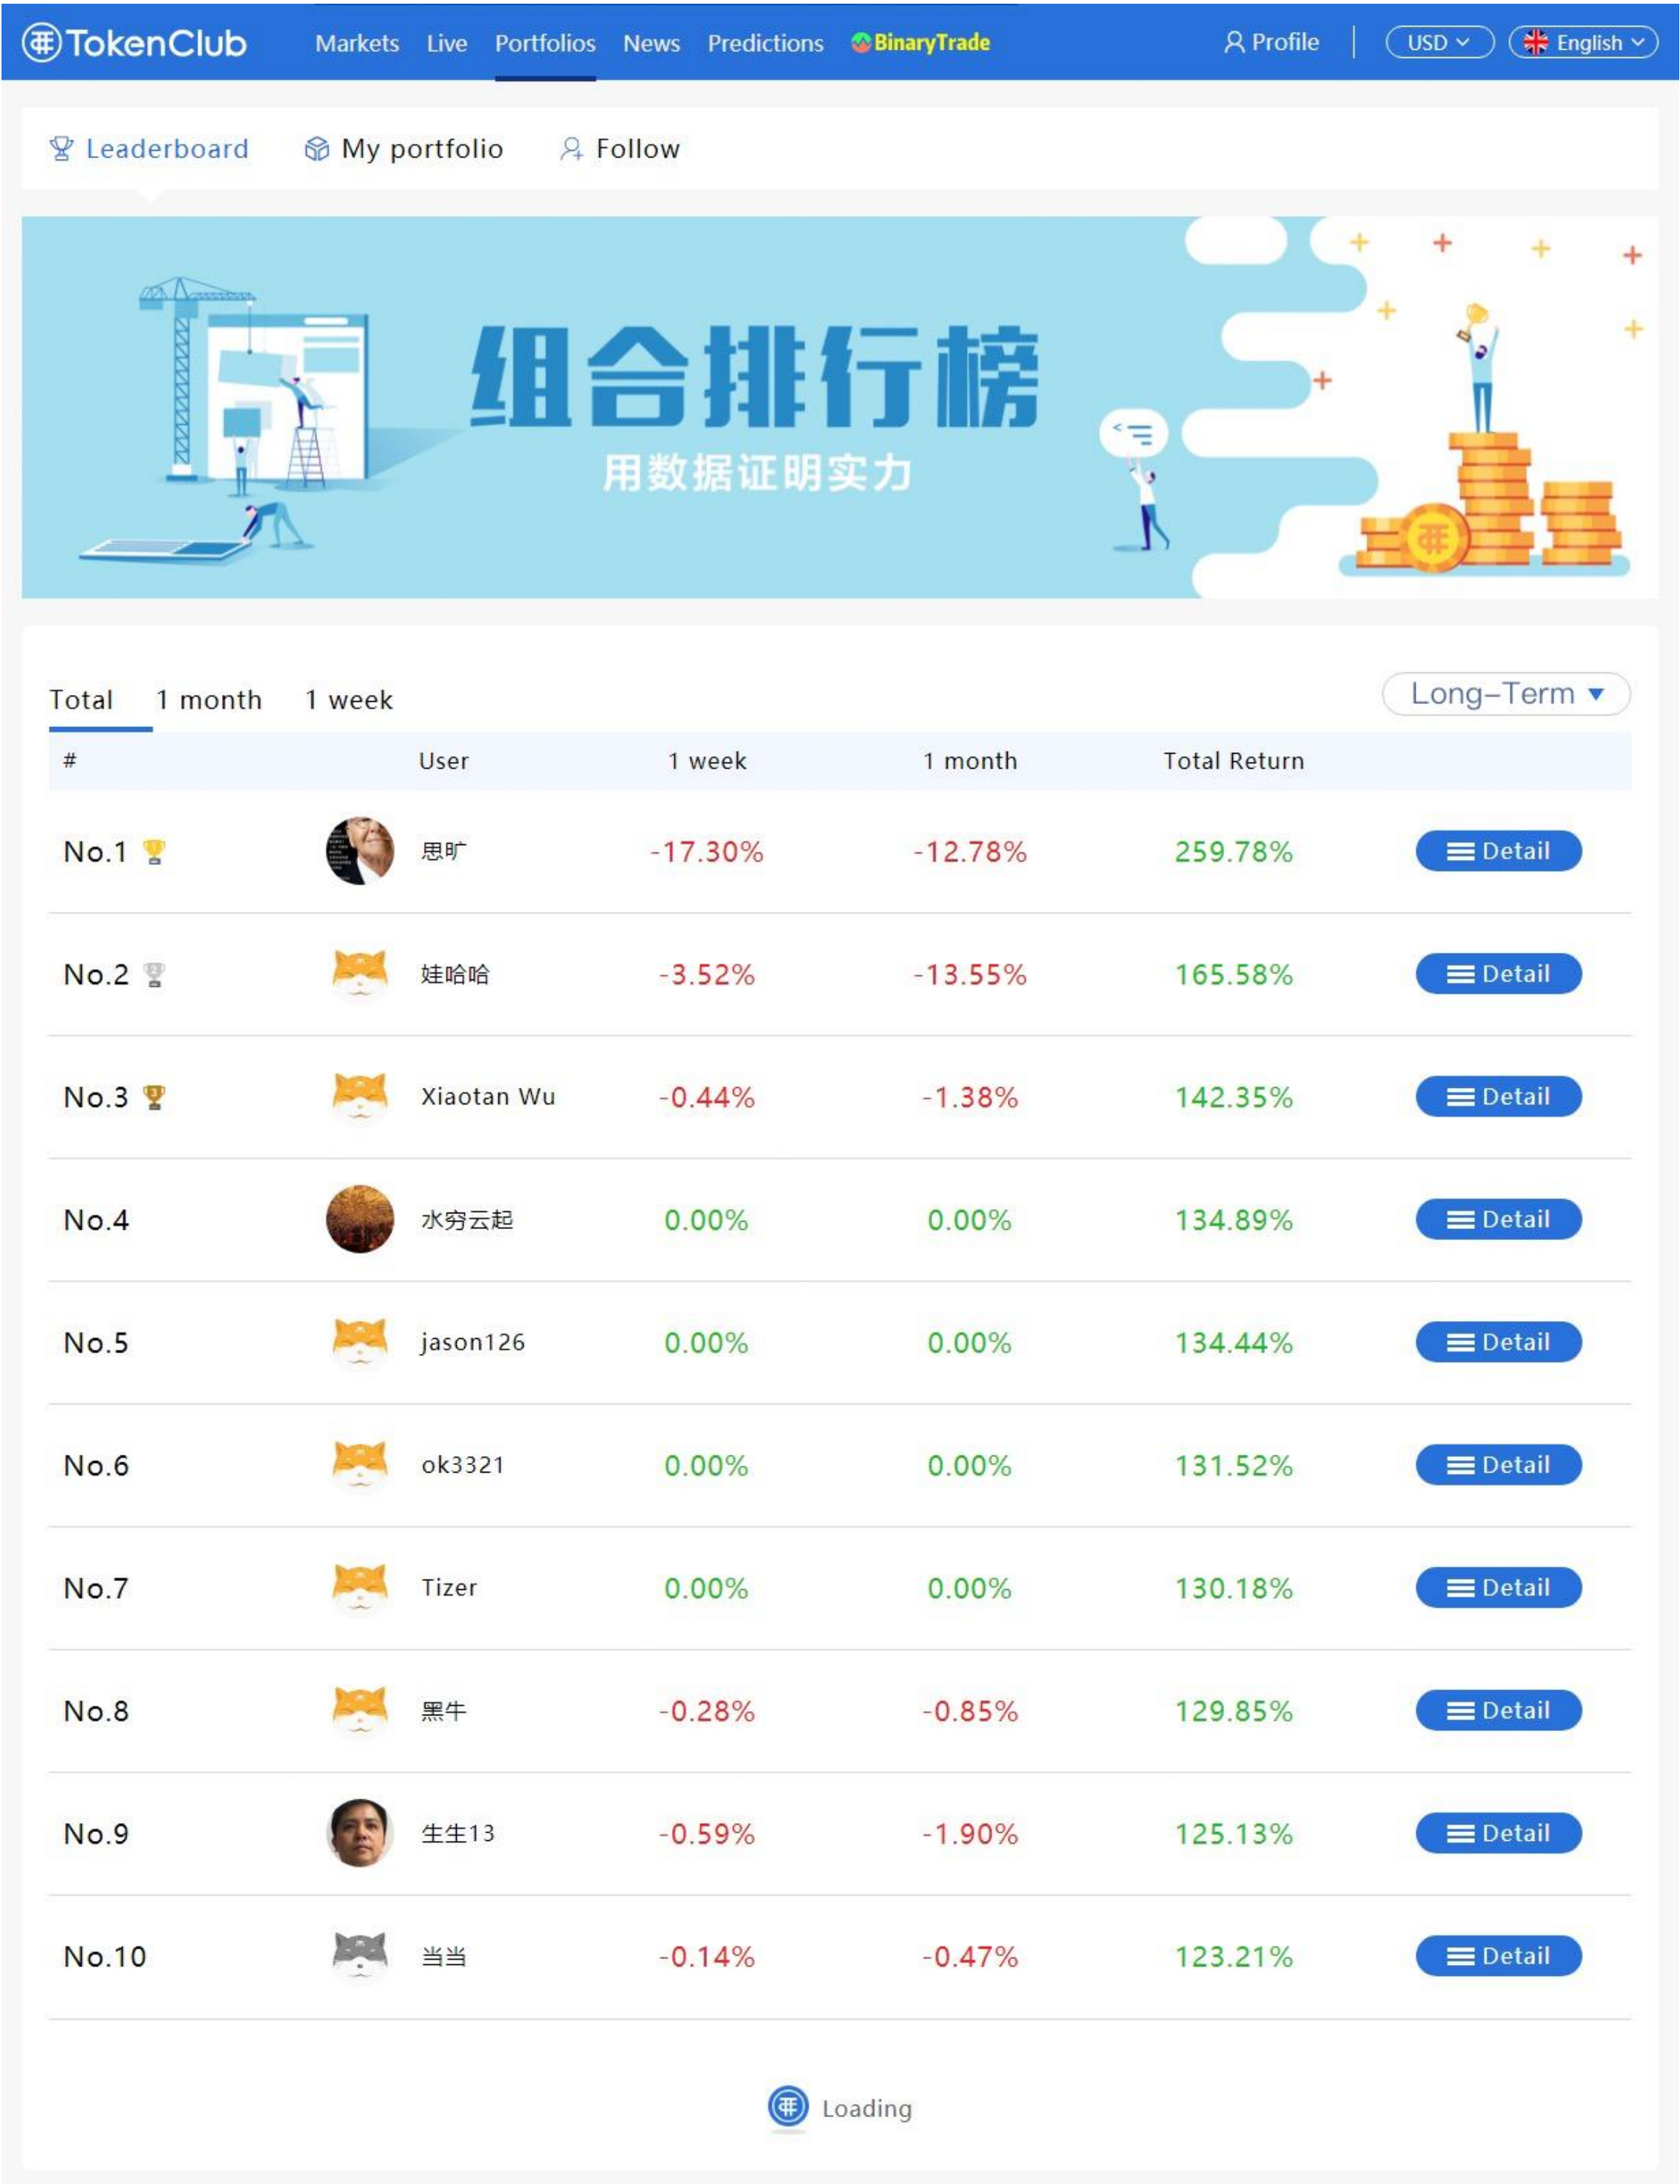 TokenClub Markets Live Portfolios News Predictions BinaryTrade Profile USD English
Leaderboard My portfolio Follow
组合排行榜
用数据证明实力
Total 1 month 1 week Long-Term
# User 1 week 1 month Total Return
No.1 思旷 -17.30% -12.78% 259.78% Detail
No.2 娃哈哈 -3.52% -13.55% 165.58% Detail
No.3 Xiaotan Wu -0.44% -1.38% 142.35% Detail
No.4 水穷云起 0.00% 0.00% 134.89% Detail
No.5 jason126 0.00% 0.00% 134.44% Detail
No.6 ok3321 0.00% 0.00% 131.52% Detail
No.7 Tizer 0.00% 0.00% 130.18% Detail
No.8 黑牛 -0.28% -0.85% 129.85% Detail
No.9 生生13 -0.59% -1.90% 125.13% Detail
No.10 当当 -0.14% -0.47% 123.21% Detail
Loading